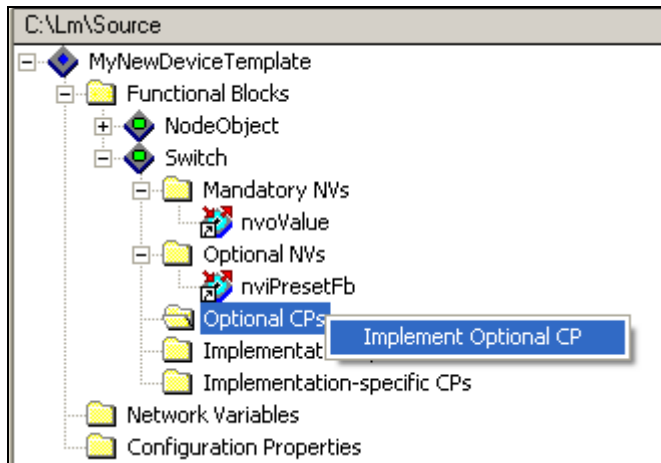 C:\Lm\Source
MyNewDeviceTemplate
Functional Blocks
NodeObject
Switch
Mandatory NVs
nvoValue
Optional NVs
nviPresetFb
Optional CPs
Implement Optional CP
Implementat
Implementation-specific CPs
Network Variables
Configuration Properties